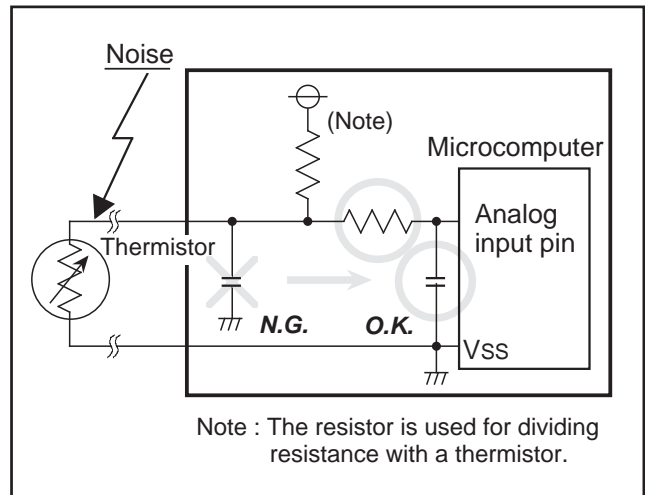 Noise
(Note)
Microcomputer
Thermistor
Analog
input pin
N.G.
O.K.
VSS
Note : The resistor is used for dividing
resistance with a thermistor.